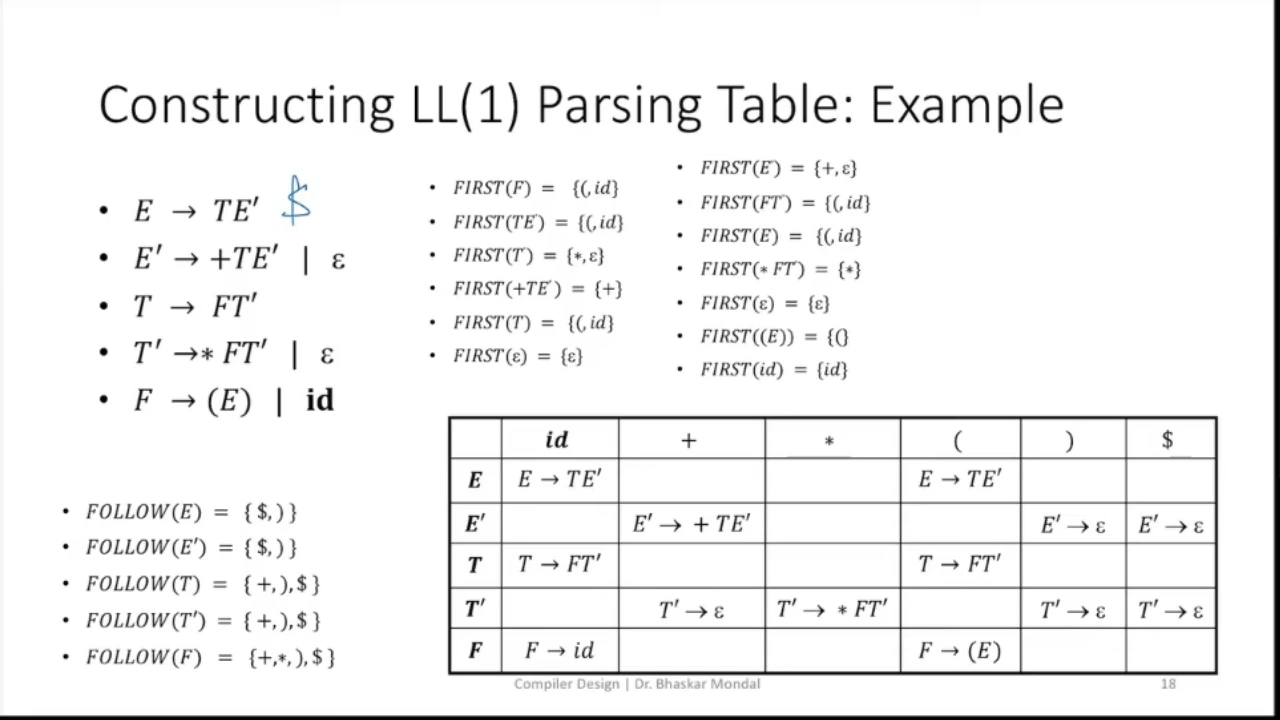 Constructing LL(1) Parsing Table: Example
• E → TE′ $
• E′ → +TE′ | ε
• T → FT′
• T′ →∗ FT′ | ε
• F → (E) | id
• FIRST(F) = {(, id}
• FIRST(TE′) = {(, id}
• FIRST(T′) = {∗, ε}
• FIRST(+TE′) = {+}
• FIRST(T) = {(, id}
• FIRST(ε) = {ε}
• FIRST(E′) = {+, ε}
• FIRST(FT′) = {(, id}
• FIRST(E) = {(, id}
• FIRST(∗ FT′) = {∗}
• FIRST(ε) = {ε}
• FIRST((E)) = {(}
• FIRST(id) = {id}
• FOLLOW(E) = {$, )}
• FOLLOW(E′) = {$, )}
• FOLLOW(T) = {+, ), $}
• FOLLOW(T′) = {+, ), $}
• FOLLOW(F) = {+,∗, ), $}
id + ∗ ( ) $
E E → TE′ E → TE′
E′ E′ → + TE′ E′ → ε E′ → ε
T T → FT′ T → FT′
T′ T′ → ε T′ → ∗ FT′ T′ → ε T′ → ε
F F → id F → (E)
Compiler Design | Dr. Bhaskar Mondal 18